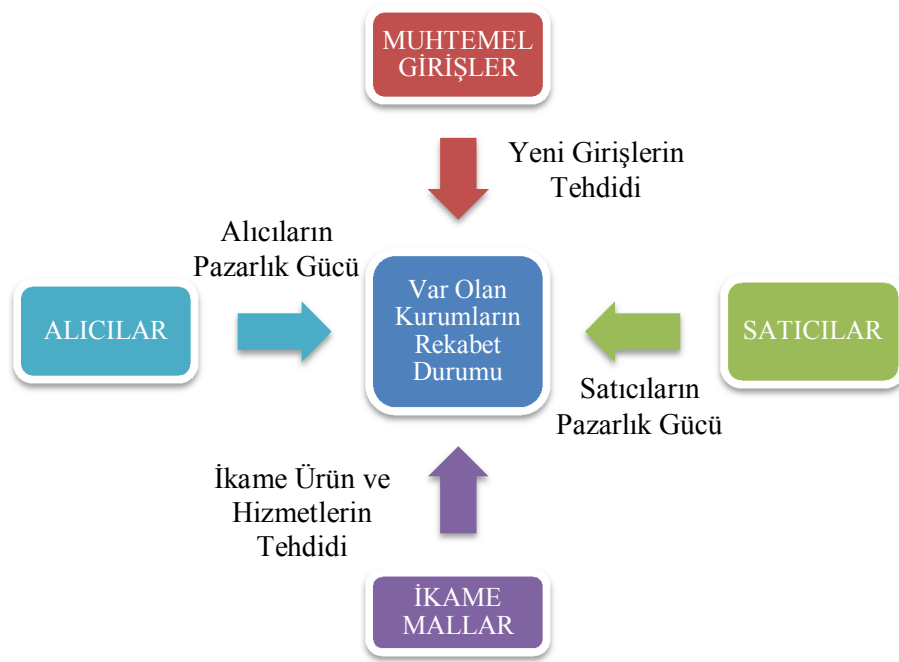 MUHTEMEL
GİRİŞLER
Yeni Girişlerin
Tehdidi
Alıcıların
Pazarlık Gücü
ALICILAR
Var Olan
Kurumların
Rekabet
Durumu
SATICILAR
Satıcıların
Pazarlık Gücü
İkame Ürün ve
Hizmetlerin
Tehdidi
İKAME
MALLAR